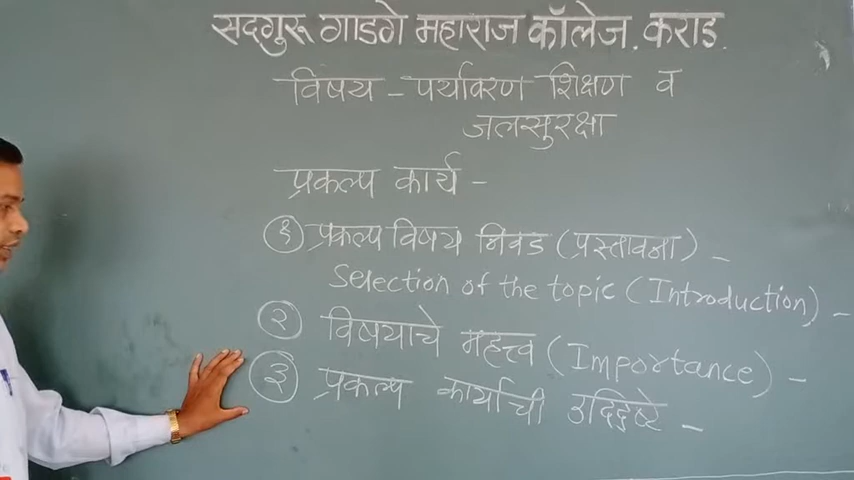 सदगुरू गाडगे महाराज कॉलेज. कराड.
विषय - पर्यावरण शिक्षण व
जलसुरक्षा
प्रकल्प कार्य -
१ प्रकल्प विषय निवड (प्रस्तावना) -
Selection of the topic (Introduction) -
२ विषयाचे महत्त्व (Importance) -
३ प्रकल्प कार्याची उद्दिष्टे -